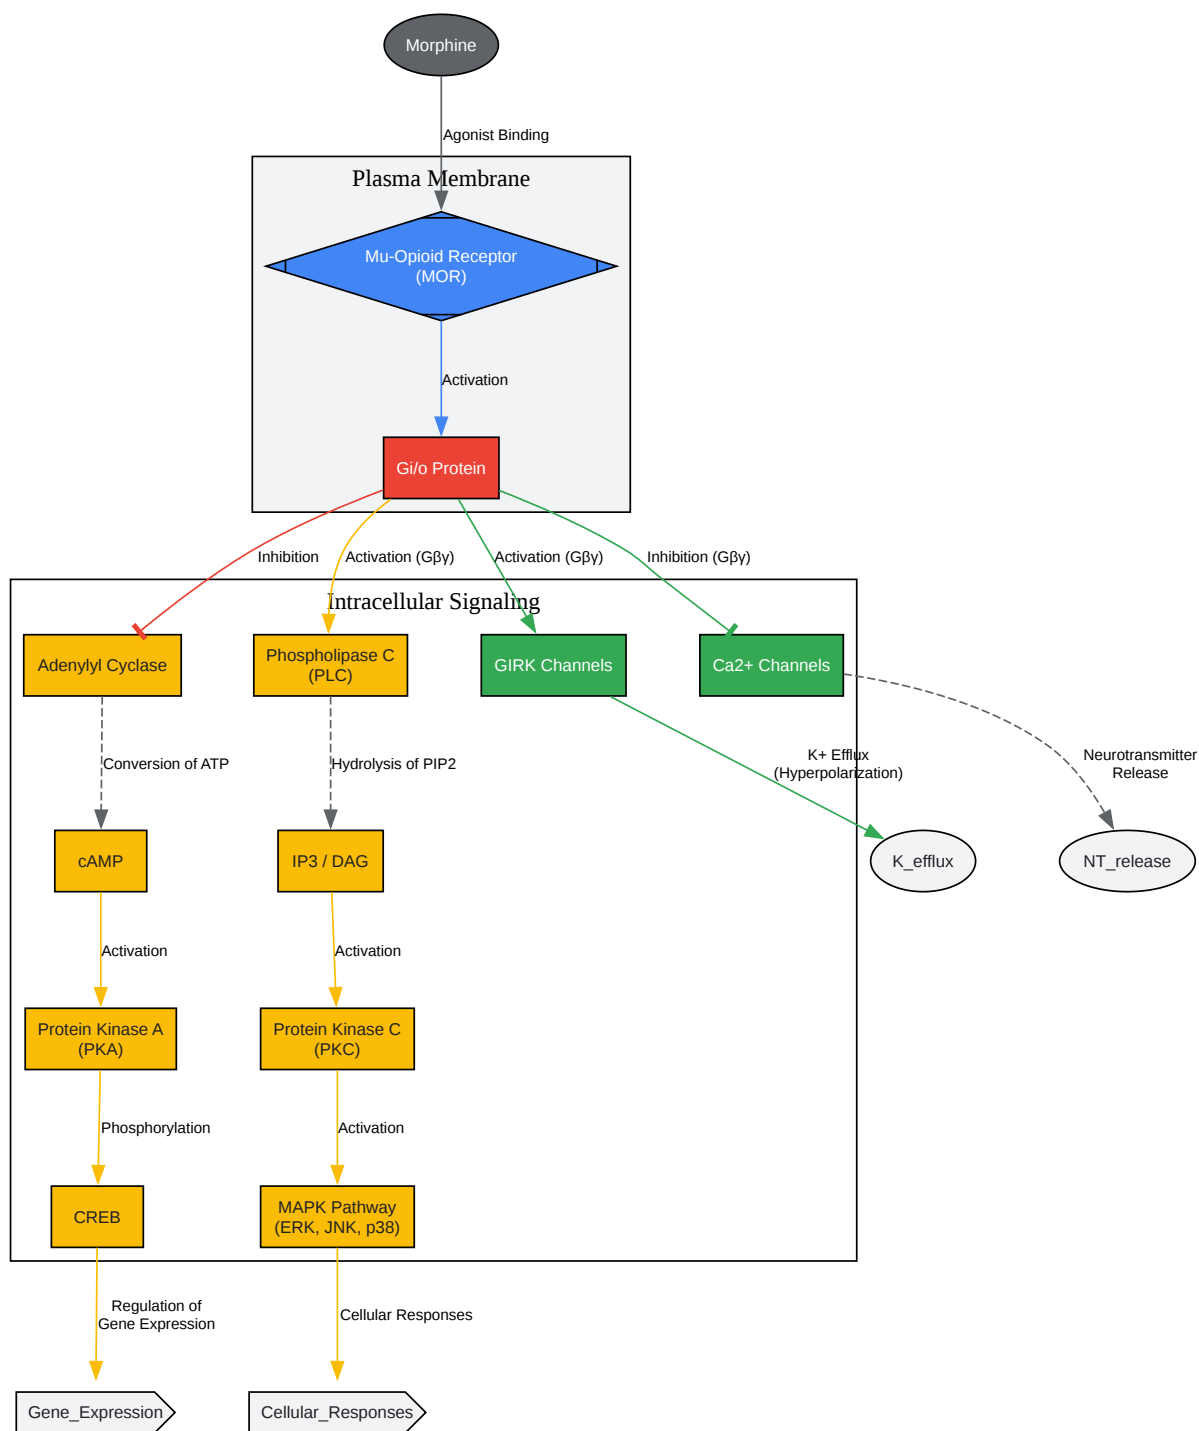 Morphine
Agonist Binding
Plasma Membrane
Mu-Opioid Receptor
(MOR)
Activation
Gi/o Protein
Inhibition
Activation (Gβγ)
Activation (Gβγ)
Inhibition (Gβγ)
Intracellular Signaling
Adenylyl Cyclase
Phospholipase C
(PLC)
GIRK Channels
Ca2+ Channels
Conversion of ATP
Hydrolysis of PIP2
K+ Efflux
(Hyperpolarization)
Neurotransmitter
Release
cAMP
IP3 / DAG
K_efflux
NT_release
Activation
Activation
Protein Kinase A
(PKA)
Protein Kinase C
(PKC)
Phosphorylation
Activation
CREB
MAPK Pathway
(ERK, JNK, p38)
Regulation of
Gene Expression
Cellular Responses
Gene_Expression
Cellular_Responses